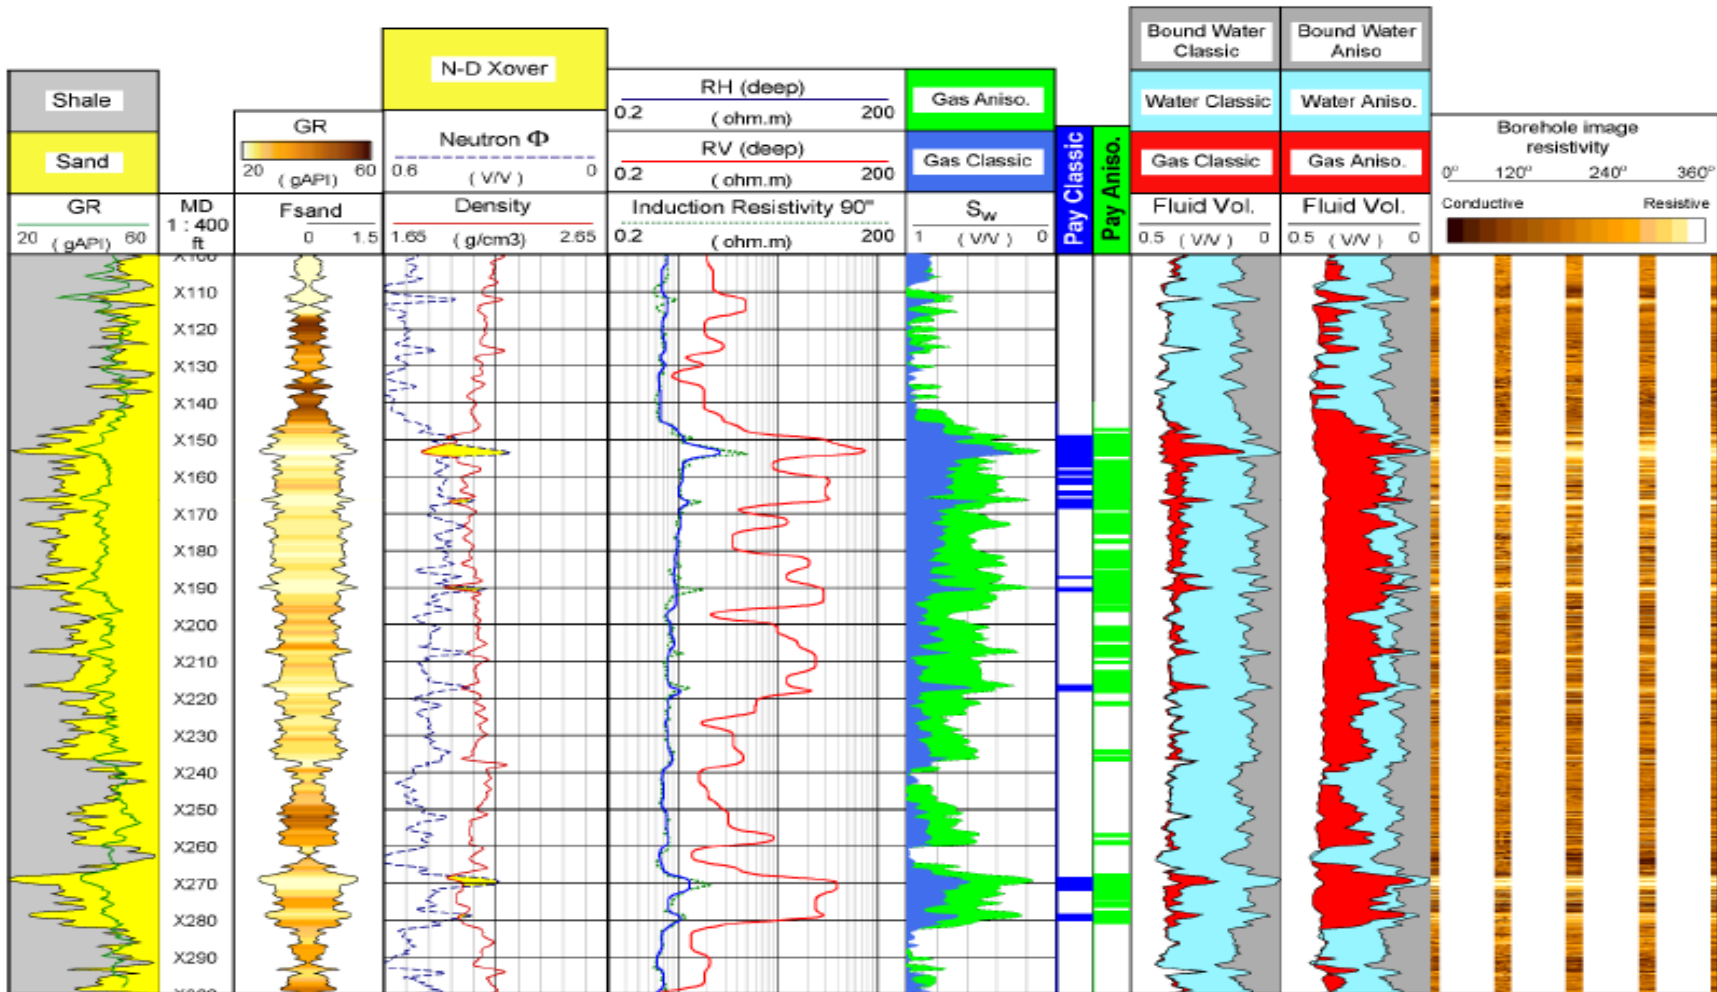 Shale
Sand
GR
20 (gAPI) 60
MD
1 : 400
ft
GR
20 (gAPI) 60
Fsand
0 1.5
N-D Xover
Neutron Φ
0.6 (V/V) 0
Density
1.65 (g/cm3) 2.65
RH (deep)
0.2 (ohm.m) 200
RV (deep)
0.2 (ohm.m) 200
Induction Resistivity 90"
0.2 (ohm.m) 200
Gas Aniso.
Gas Classic
Sw
1 (V/V) 0
Pay Classic
Pay Aniso.
Bound Water
Classic
Water Classic
Gas Classic
Fluid Vol.
0.5 (V/V) 0
Bound Water
Aniso
Water Aniso.
Gas Aniso.
Fluid Vol.
0.5 (V/V) 0
Borehole image
resistivity
0° 120° 240° 360°
Conductive Resistive
X110
X120
X130
X140
X150
X160
X170
X180
X190
X200
X210
X220
X230
X240
X250
X260
X270
X280
X290